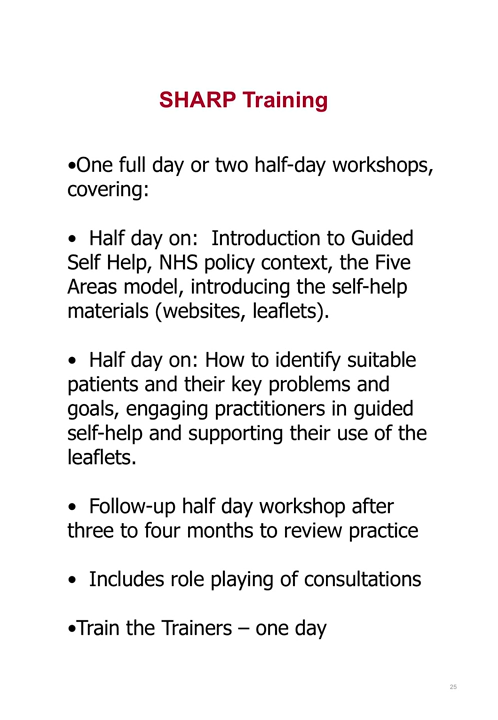 SHARP Training
•One full day or two half-day workshops,
covering:
• Half day on:  Introduction to Guided
Self Help, NHS policy context, the Five
Areas model, introducing the self-help
materials (websites, leaflets).
• Half day on: How to identify suitable
patients and their key problems and
goals, engaging practitioners in guided
self-help and supporting their use of the
leaflets.
• Follow-up half day workshop after
three to four months to review practice
• Includes role playing of consultations
•Train the Trainers – one day
25